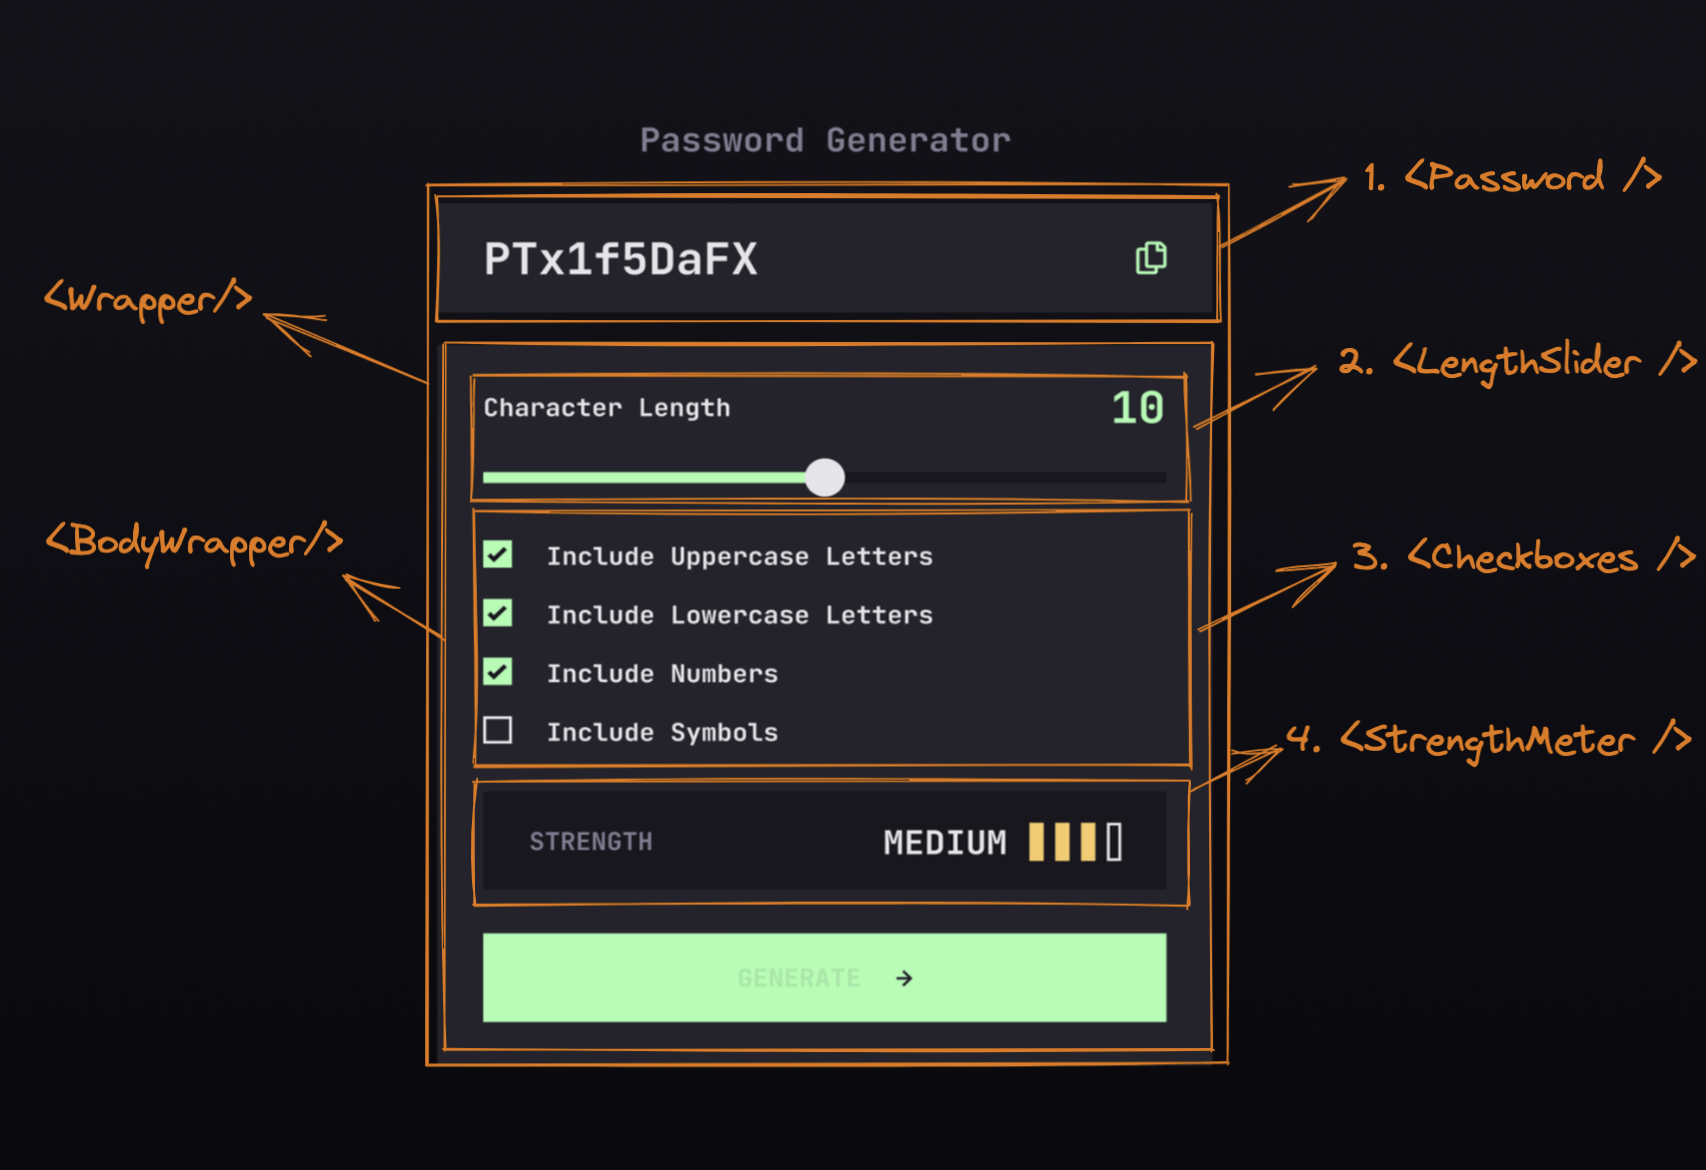 Password Generator
1. <Password />
PTx1f5DaFX
<Wrapper/>
2. <LengthSlider />
Character Length 10
<BodyWrapper/>
3. <Checkboxes />
Include Uppercase Letters
Include Lowercase Letters
Include Numbers
Include Symbols
4. <StrengthMeter />
STRENGTH MEDIUM
GENERATE →